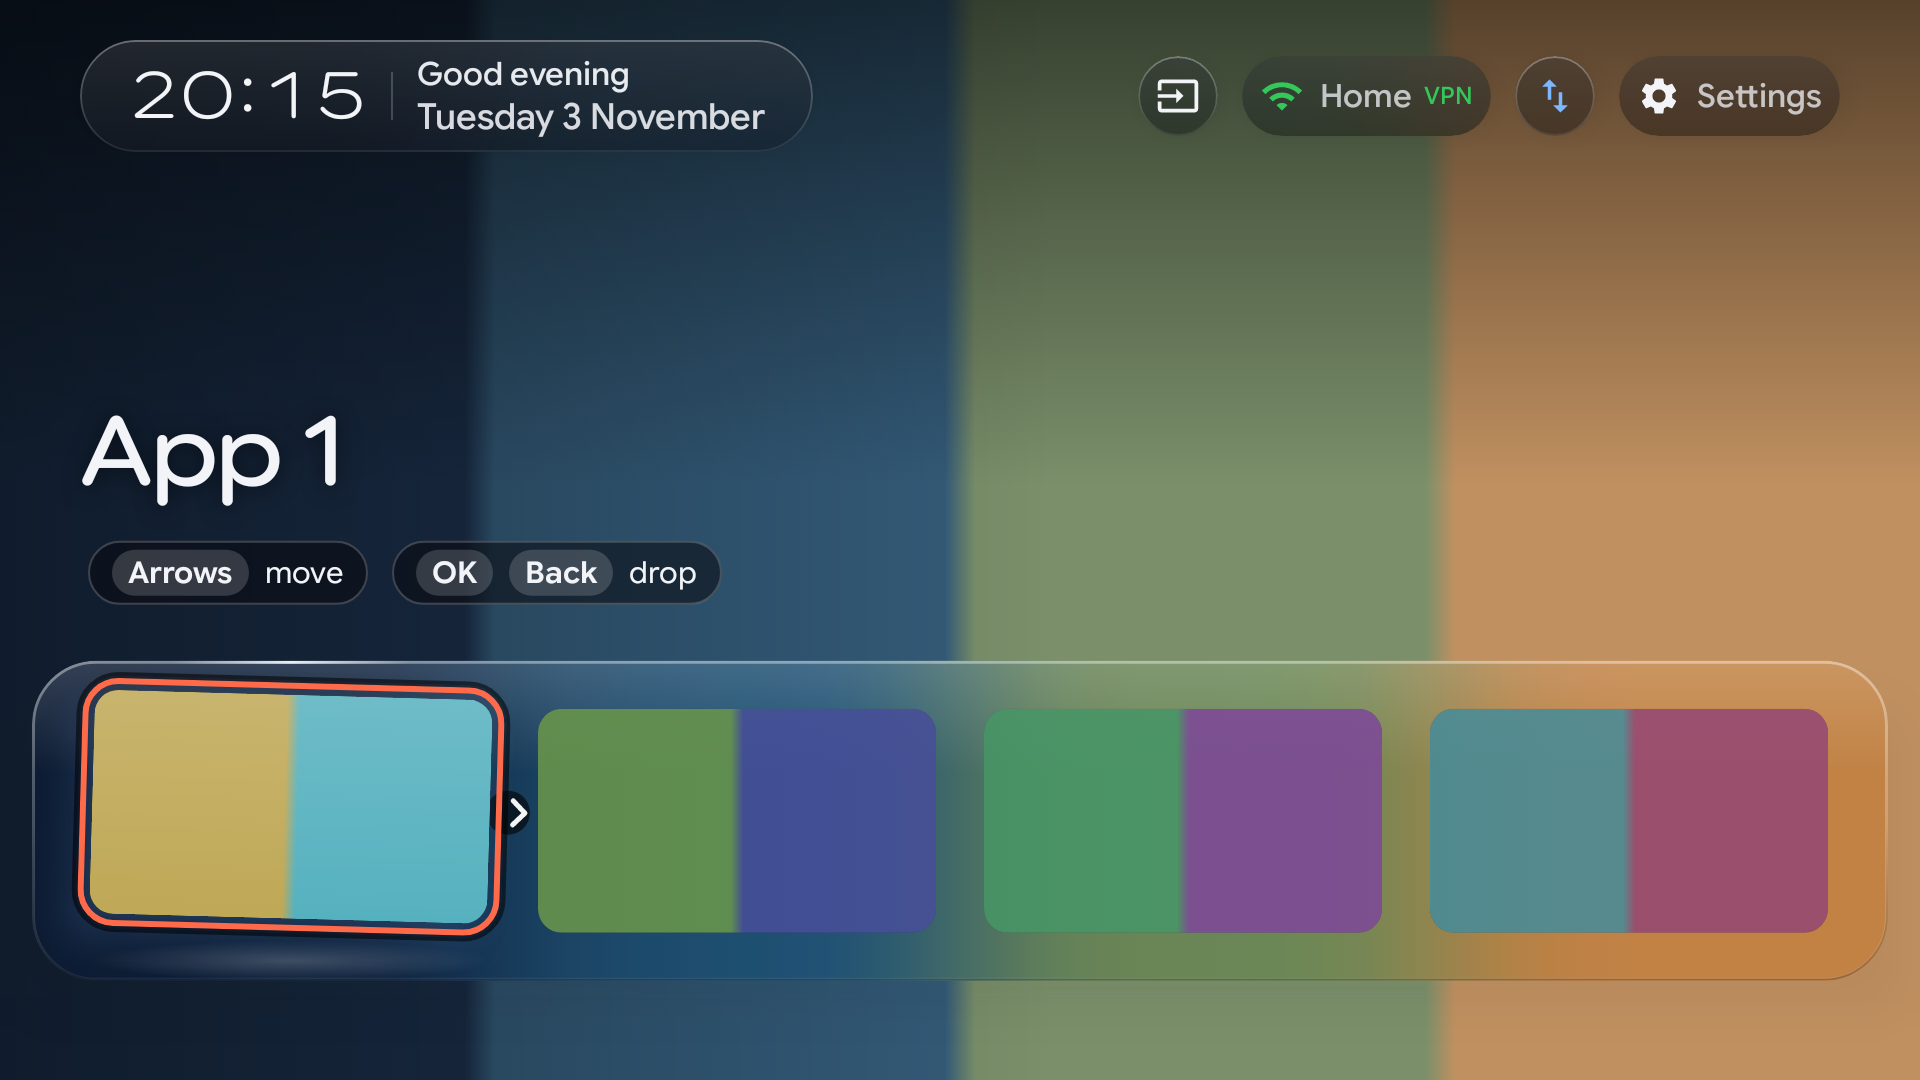 20:15
Good evening
Tuesday 3 November
Home VPN
Settings
App 1
Arrows move
OK Back drop